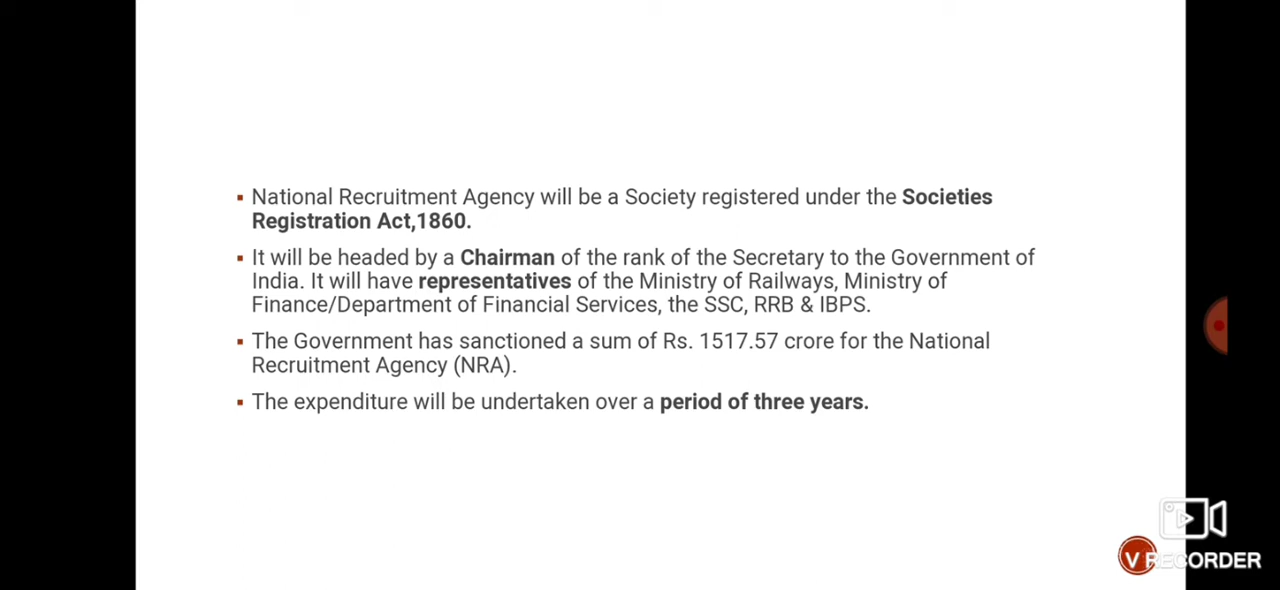 ▪ National Recruitment Agency will be a Society registered under the Societies
Registration Act,1860.
▪ It will be headed by a Chairman of the rank of the Secretary to the Government of
India. It will have representatives of the Ministry of Railways, Ministry of
Finance/Department of Financial Services, the SSC, RRB & IBPS.
▪ The Government has sanctioned a sum of Rs. 1517.57 crore for the National
Recruitment Agency (NRA).
▪ The expenditure will be undertaken over a period of three years.
V RECORDER